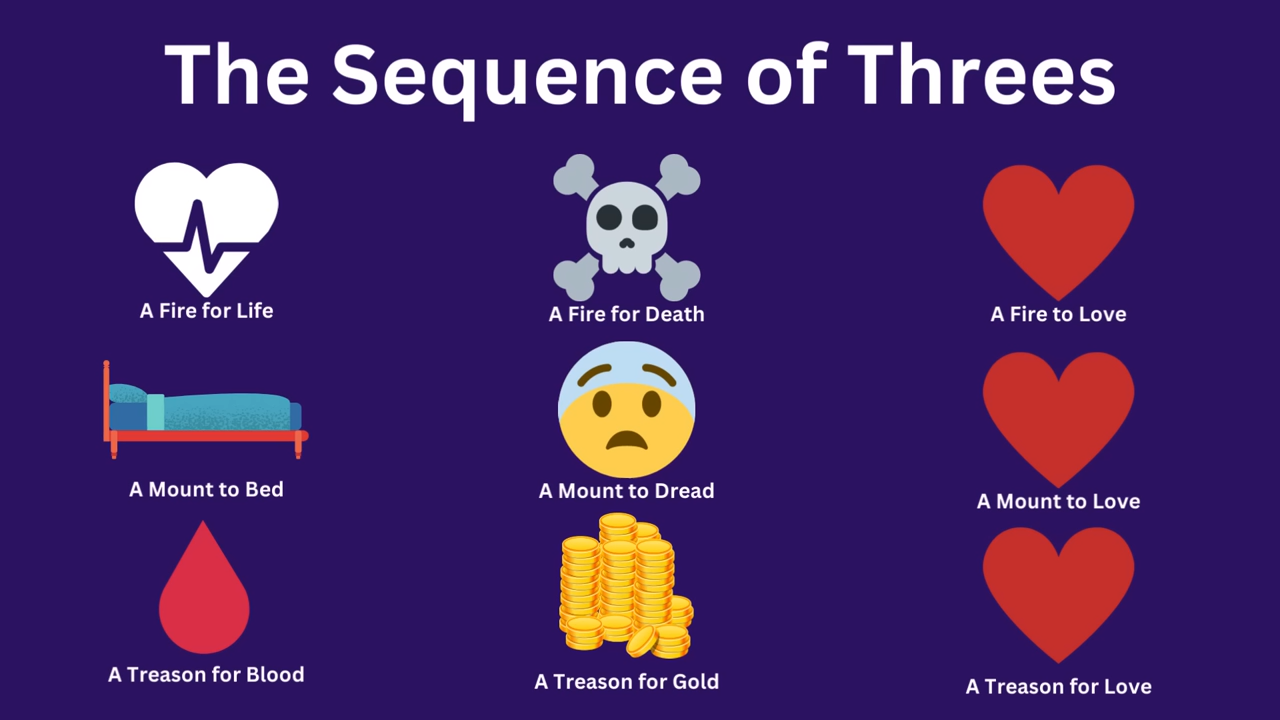 The Sequence of Threes
A Fire for Life
A Fire for Death
A Fire to Love
A Mount to Bed
A Mount to Dread
A Mount to Love
A Treason for Blood
A Treason for Gold
A Treason for Love